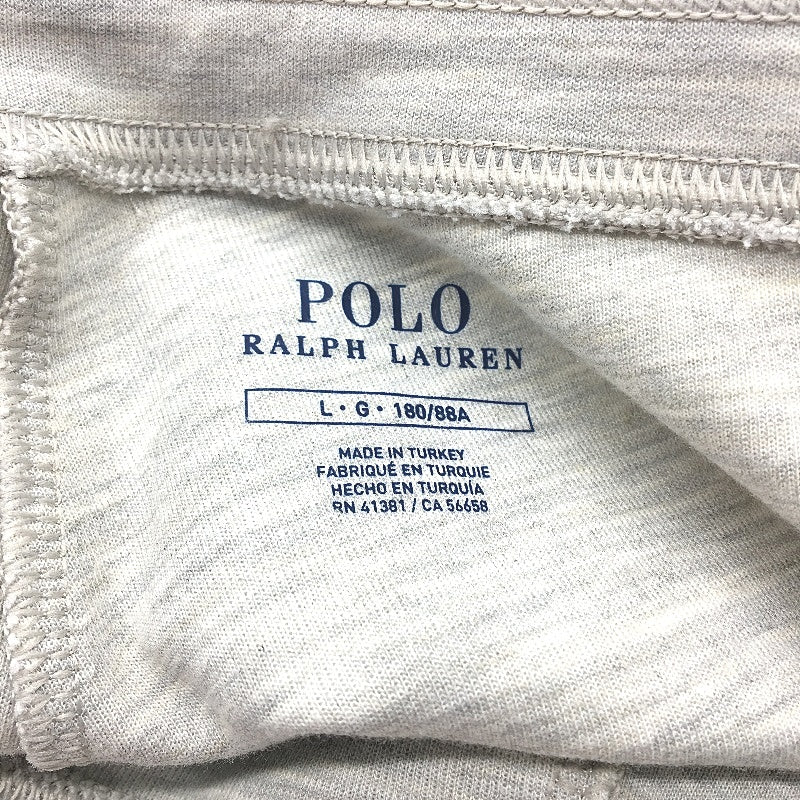 POLO
RALPH LAUREN
L • G • 180/88A
MADE IN TURKEY
FABRIQUÉ EN TURQUIE
HECHO EN TURQUÍA
RN 41381 / CA 56658